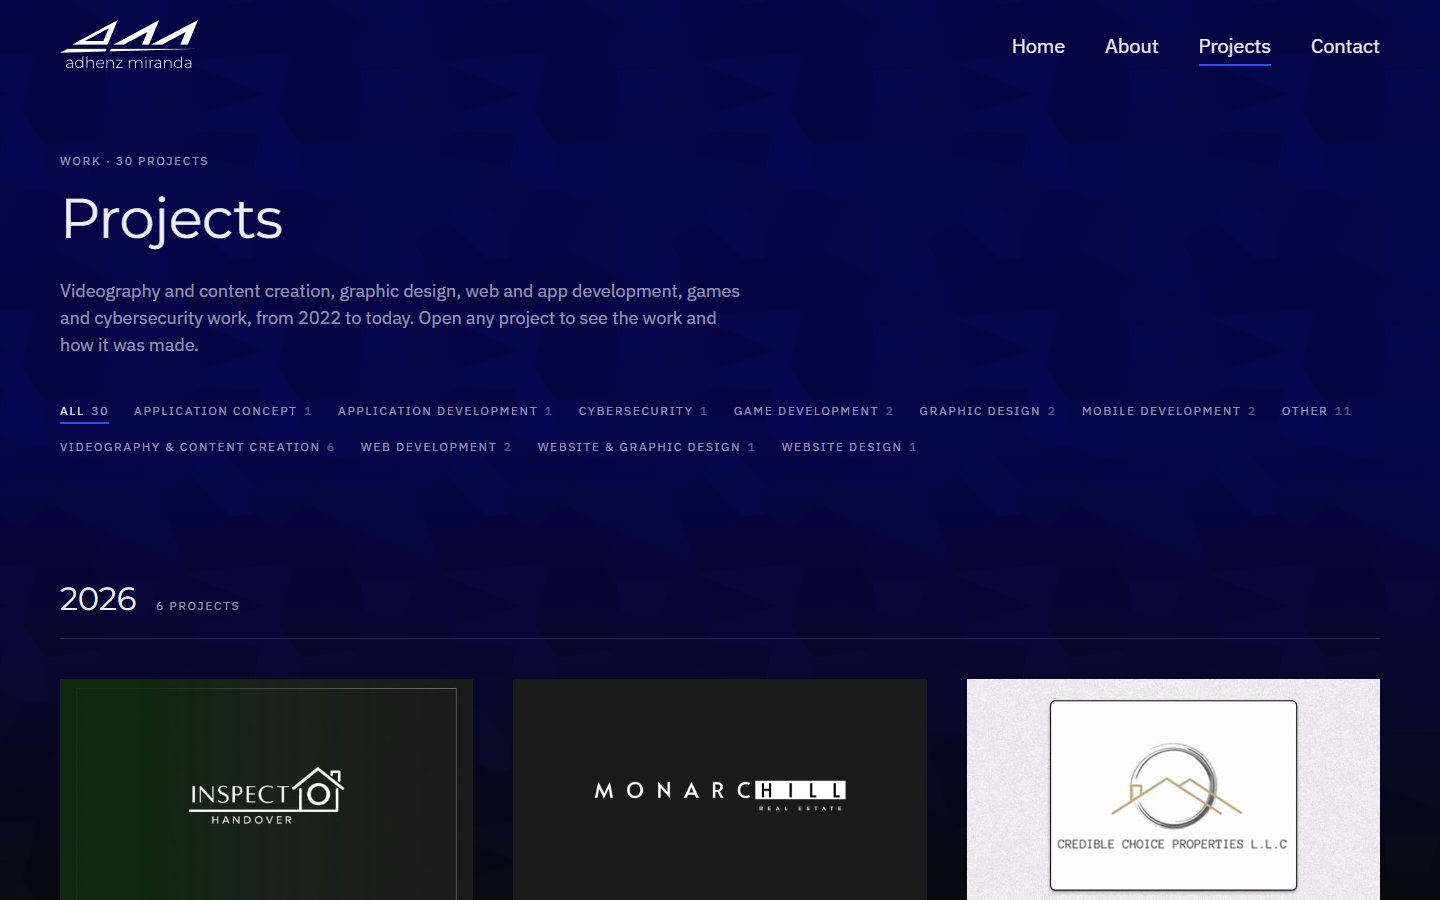 adhenz miranda
Home About Projects Contact
WORK · 30 PROJECTS
Projects
Videography and content creation, graphic design, web and app development, games
and cybersecurity work, from 2022 to today. Open any project to see the work and
how it was made.
ALL 30 APPLICATION CONCEPT 1 APPLICATION DEVELOPMENT 1 CYBERSECURITY 1 GAME DEVELOPMENT 2 GRAPHIC DESIGN 2 MOBILE DEVELOPMENT 2 OTHER 11
VIDEOGRAPHY & CONTENT CREATION 6 WEB DEVELOPMENT 2 WEBSITE & GRAPHIC DESIGN 1 WEBSITE DESIGN 1
2026 6 PROJECTS
INSPECT
HANDOVER
MONARCHILL
REAL ESTATE
CREDIBLE CHOICE PROPERTIES L.L.C